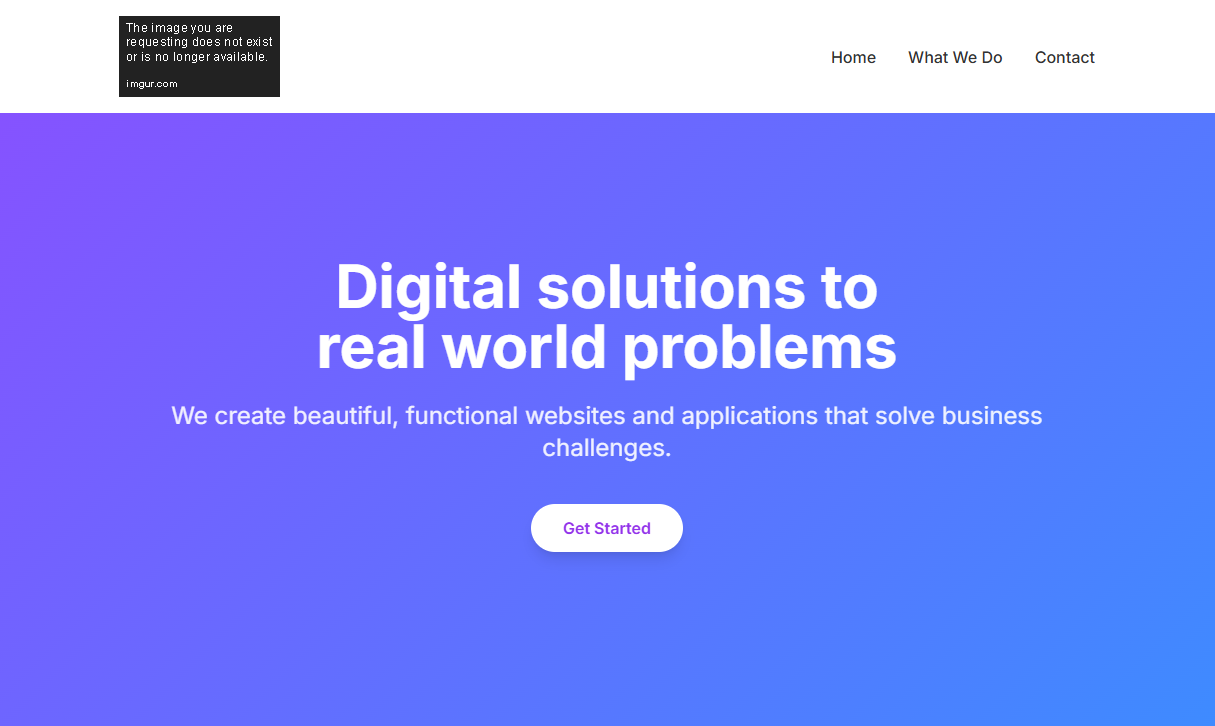 The image you are
requesting does not exist
or is no longer available.
imgur.com
Home
What We Do
Contact
Digital solutions to
real world problems
We create beautiful, functional websites and applications that solve business
challenges.
Get Started